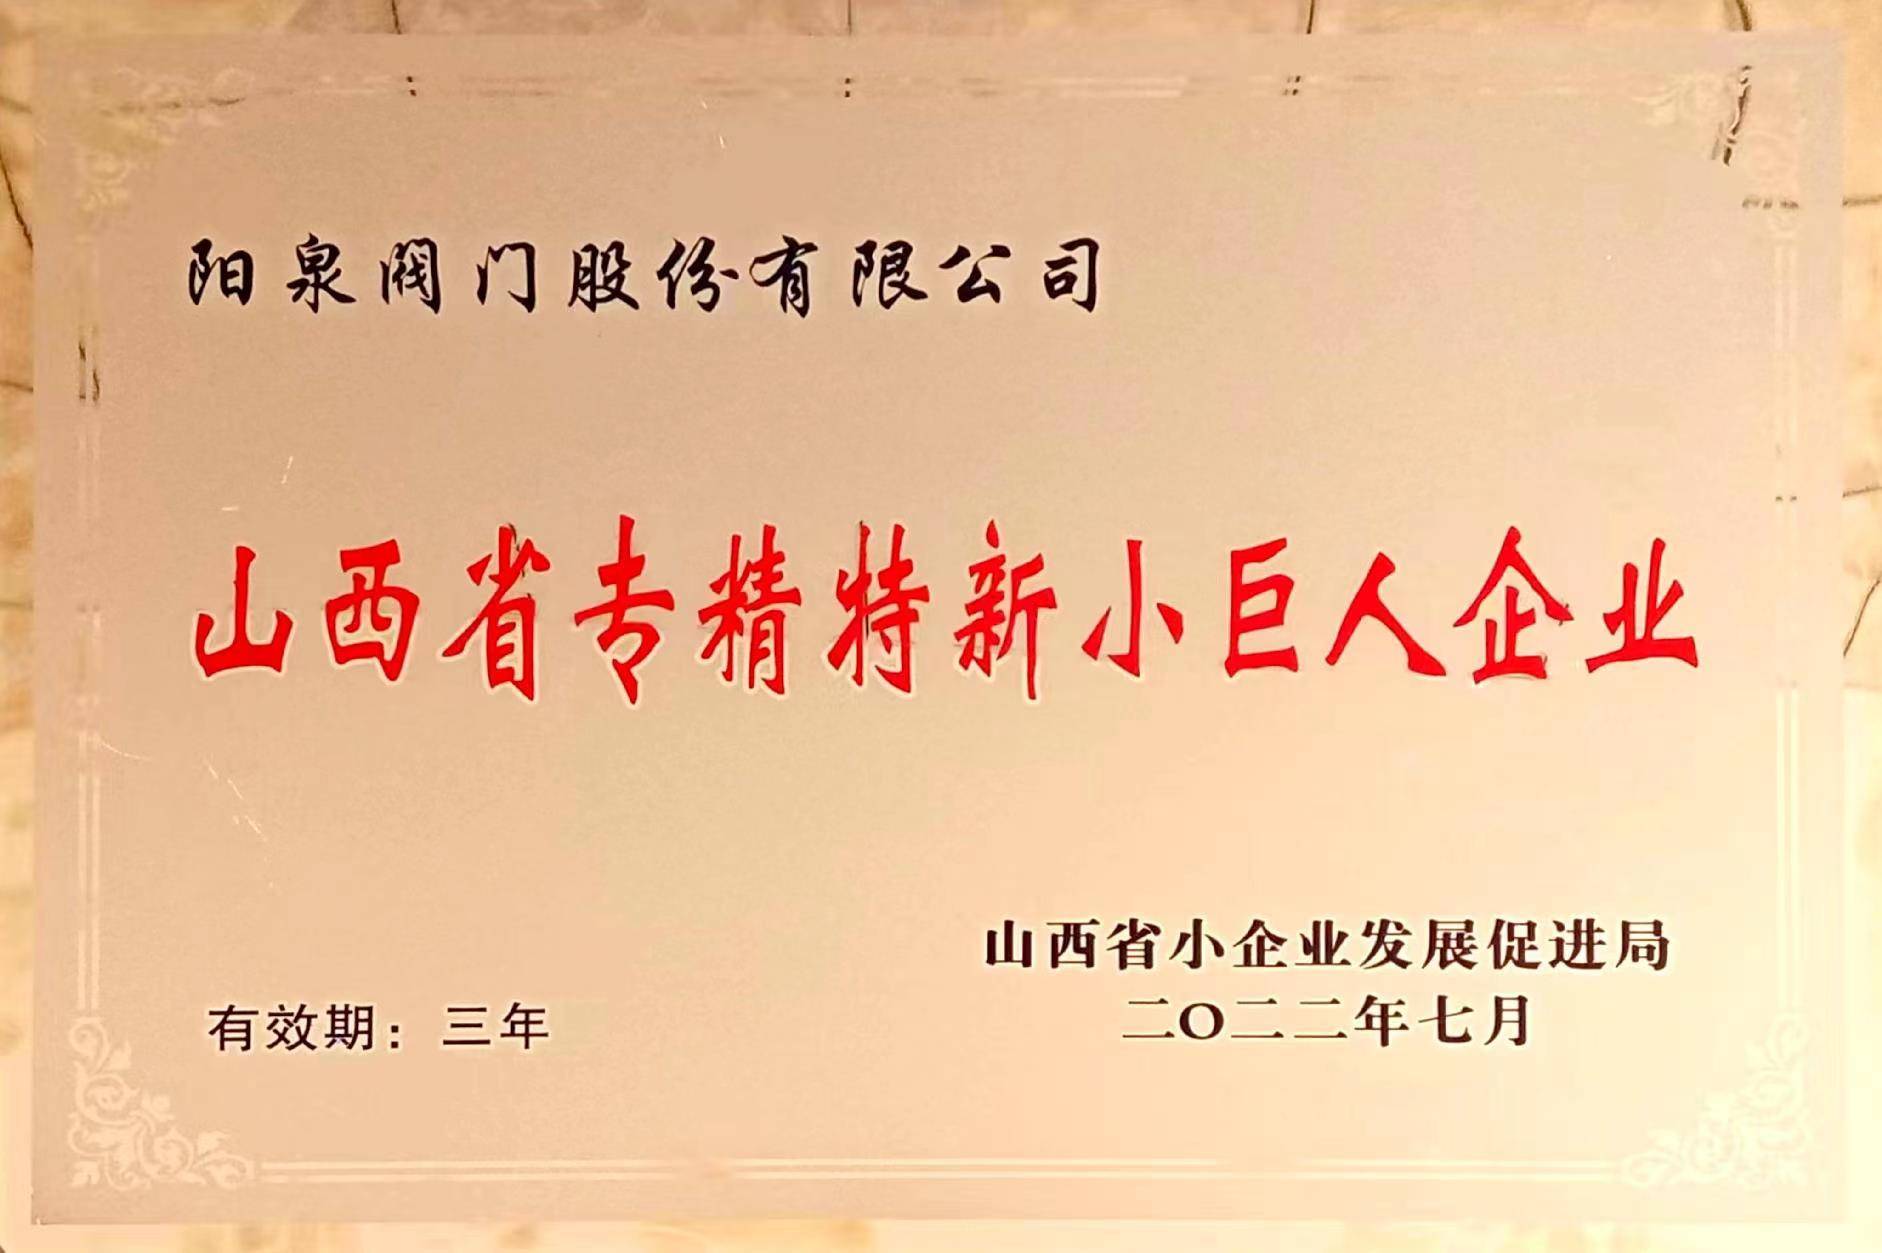 阳泉阀门股份有限公司
山西省专精特新小巨人企业
山西省小企业发展促进局
有效期：三年
二〇二二年七月